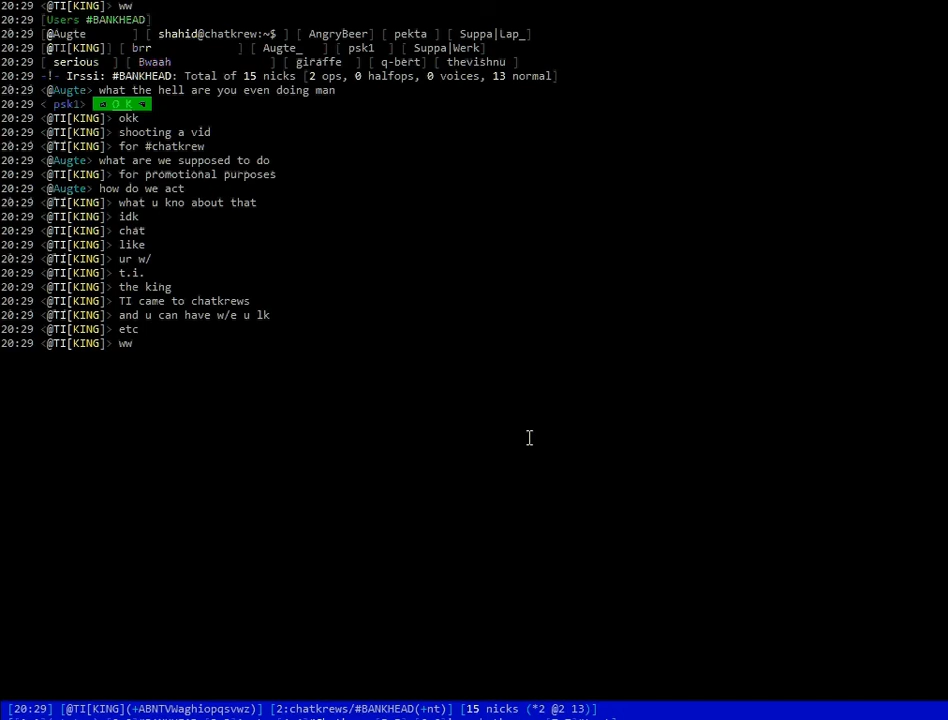 20:29 <@TI[KING]> ww
20:29 [Users #BANKHEAD]
20:29 [@Augte ] [ shahid@chatkrew:~$ ] [ AngryBeer] [ pekta ] [ Suppa|Lap_]
20:29 [@TI[KING]] [ brr ] [ Augte_ ] [ psk1 ] [ Suppa|Werk]
20:29 [ serious ] [ Bwaah ] [ giraffe ] [ q-bert] [ thevishnu ]
20:29 -!- Irssi: #BANKHEAD: Total of 15 nicks [2 ops, 0 halfops, 0 voices, 13 normal]
20:29 <@Augte> what the hell are you even doing man
20:29 < psk1> O K
20:29 <@TI[KING]> okk
20:29 <@TI[KING]> shooting a vid
20:29 <@TI[KING]> for #chatkrew
20:29 <@Augte> what are we supposed to do
20:29 <@TI[KING]> for promotional purposes
20:29 <@Augte> how do we act
20:29 <@TI[KING]> what u kno about that
20:29 <@TI[KING]> idk
20:29 <@TI[KING]> chat
20:29 <@TI[KING]> like
20:29 <@TI[KING]> ur w/
20:29 <@TI[KING]> t.i.
20:29 <@TI[KING]> the king
20:29 <@TI[KING]> TI came to chatkrews
20:29 <@TI[KING]> and u can have w/e u lk
20:29 <@TI[KING]> etc
20:29 <@TI[KING]> ww
[20:29] [@TI[KING](+ABNTVWaghiopqsvwz)] [2:chatkrews/#BANKHEAD(+nt)] [15 nicks (*2 @2 13)]